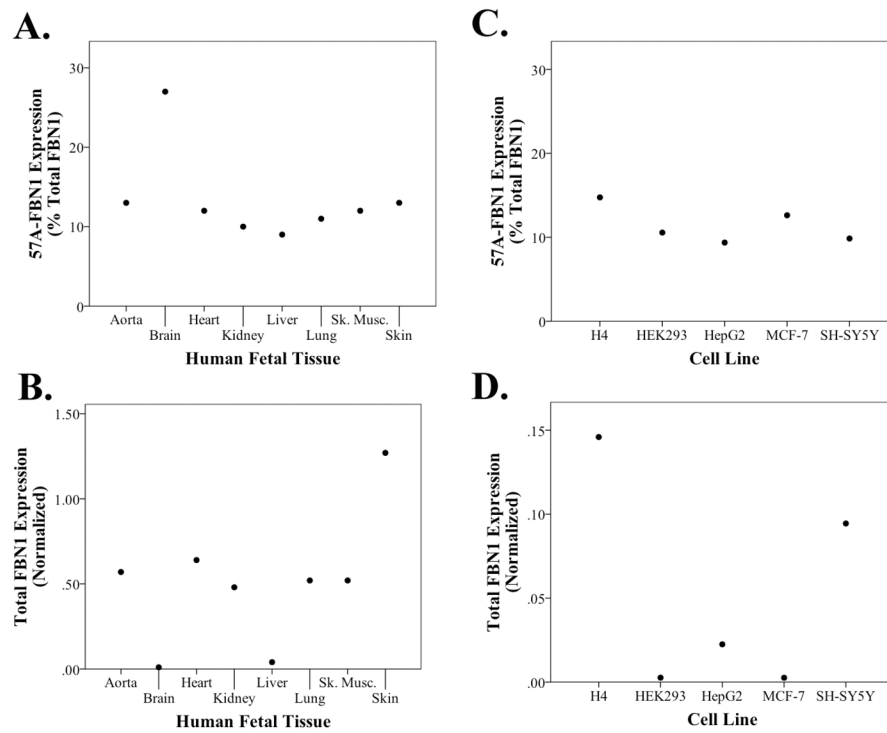 A.
57A-FBN1 Expression
(% Total FBN1)
30
20
10
0
Aorta
Brain
Heart
Kidney
Liver
Lung
Sk. Musc.
Skin
Human Fetal Tissue
B.
Total FBN1 Expression
(Normalized)
1.50
1.00
.50
.00
Aorta
Brain
Heart
Kidney
Liver
Lung
Sk. Musc.
Skin
Human Fetal Tissue
C.
57A-FBN1 Expression
(% Total FBN1)
30
20
10
0
H4
HEK293
HepG2
MCF-7
SH-SY5Y
Cell Line
D.
Total FBN1 Expression
(Normalized)
.15
.10
.05
.00
H4
HEK293
HepG2
MCF-7
SH-SY5Y
Cell Line